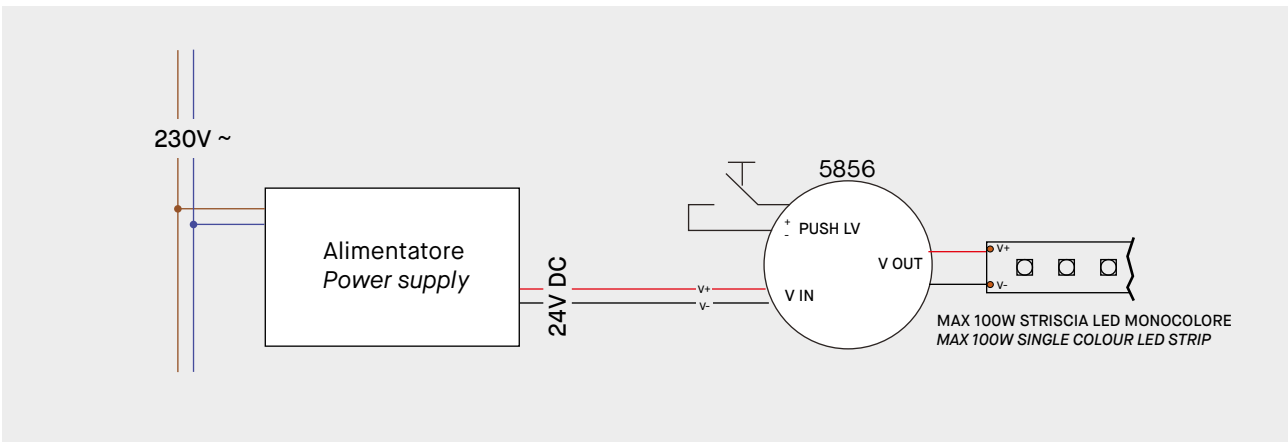 230V ~
Alimentatore
Power supply
24V DC
V+
V-
5856
+
-
PUSH LV
V IN
V OUT
V+
V-
MAX 100W STRISCIA LED MONOCOLORE
MAX 100W SINGLE COLOUR LED STRIP